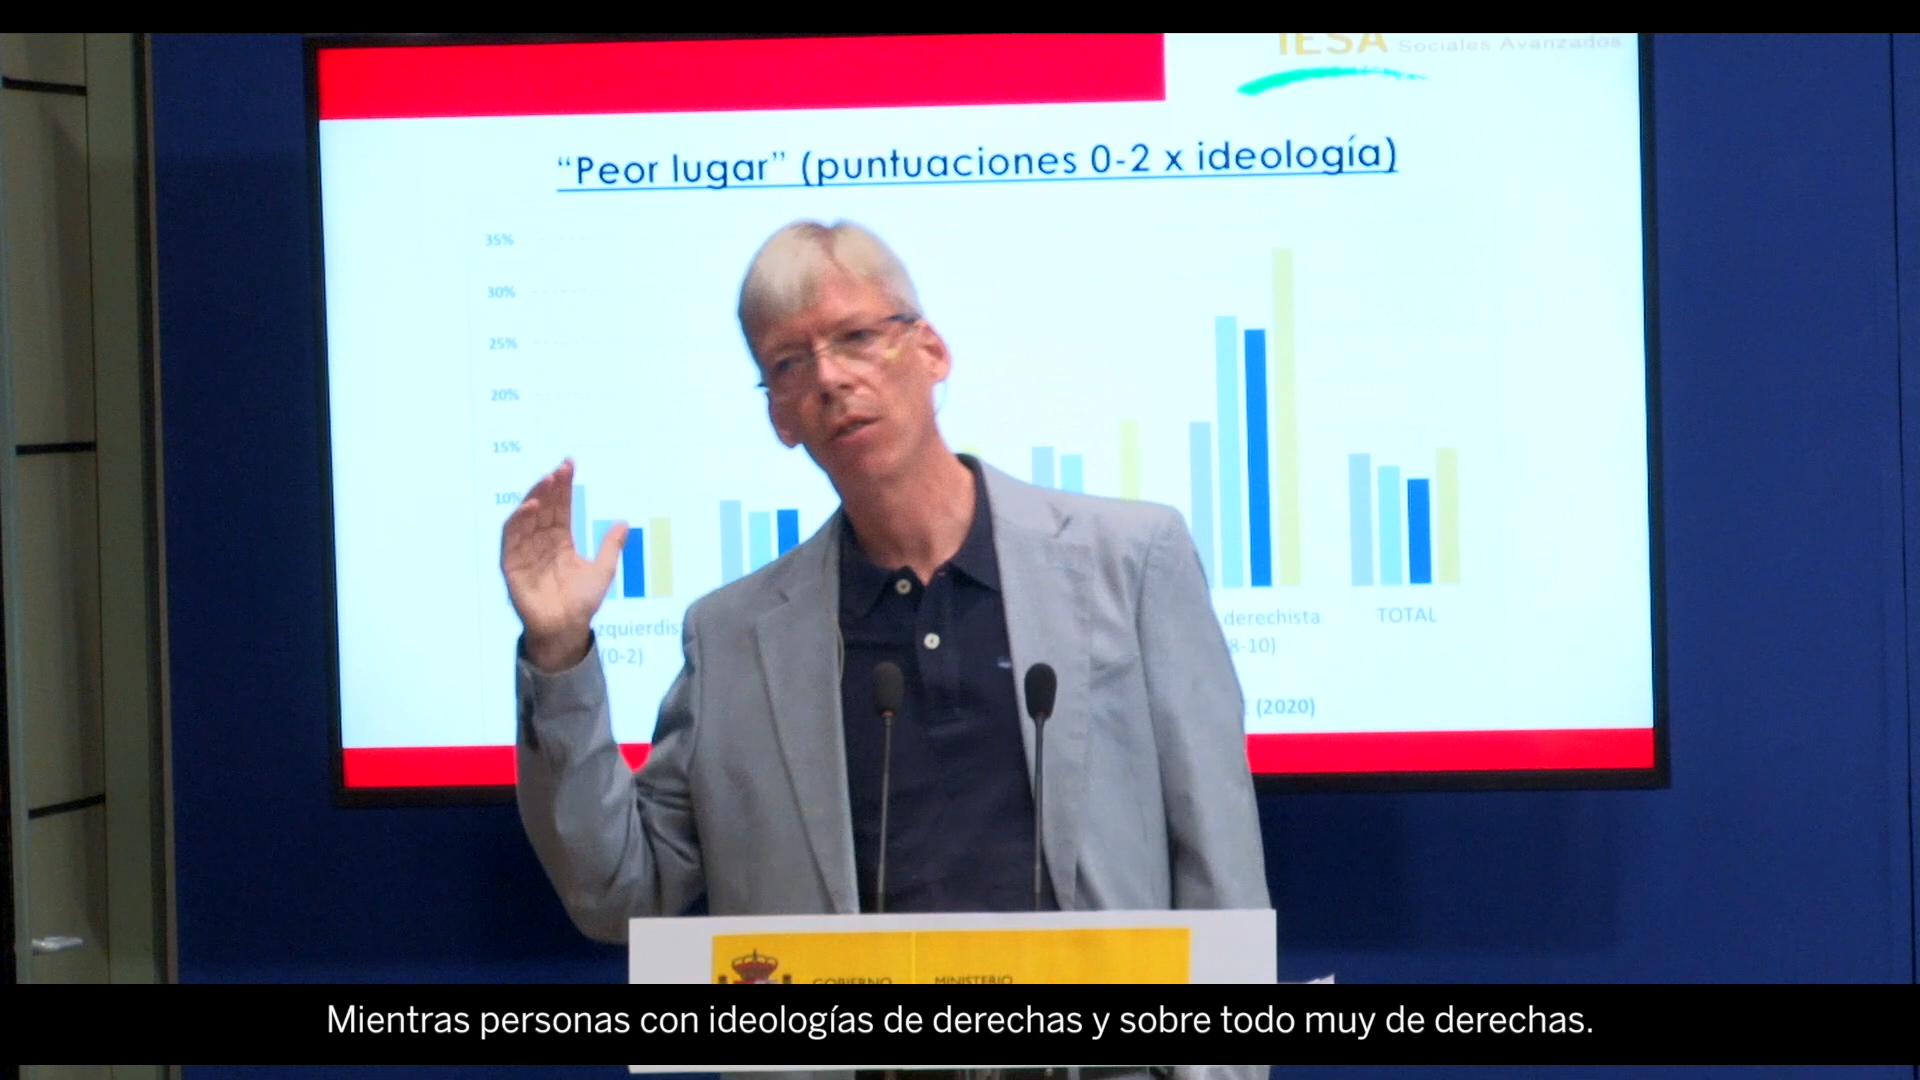 IESA Sociales Avanzados
“Peor lugar” (puntuaciones 0-2 x ideología)
35%
30%
25%
20%
15%
10%
(0-2)
derechista
8-10)
TOTAL
(2020)
GOBIERNO
MINISTERIO
Mientras personas con ideologías de derechas y sobre todo muy de derechas.